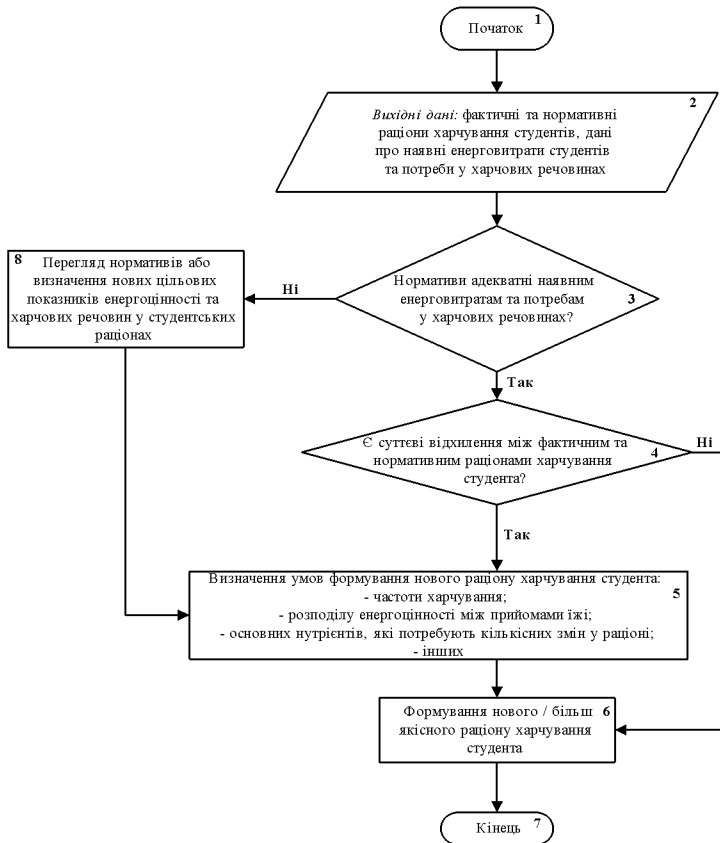 1
Початок
2
Вихідні дані: фактичні та нормативні
раціони харчування студентів, дані
про наявні енерговитрати студентів
та потреби у харчових речовинах
8
Перегляд нормативів або
визначення нових цільових
показників енергоцінності та
харчових речовин у студентських
раціонах
Ні
Нормативи адекватні наявним
енерговитратам та потребам
у харчових речовинах?
3
Так
Є суттєві відхилення між фактичним та
нормативним раціонами харчування
студента?
4
Ні
Так
Визначення умов формування нового раціону харчування студента:
- частоти харчування;
- розподілу енергоцінності між прийомами їжі;
- основних нутрієнтів, які потребують кількісних змін у раціоні;
- інших
5
Формування нового / більш
якісного раціону харчування
студента
6
Кінець
7